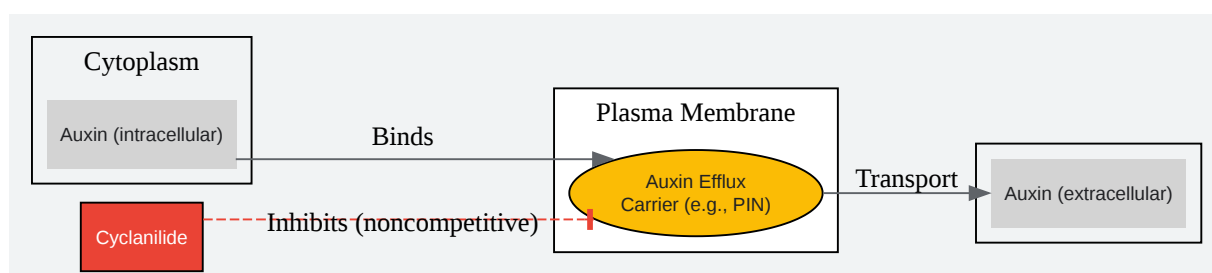 Cytoplasm
Auxin (intracellular)
Binds
Plasma Membrane
Auxin Efflux
Carrier (e.g., PIN)
Transport
Auxin (extracellular)
Cyclanilide
Inhibits (noncompetitive)